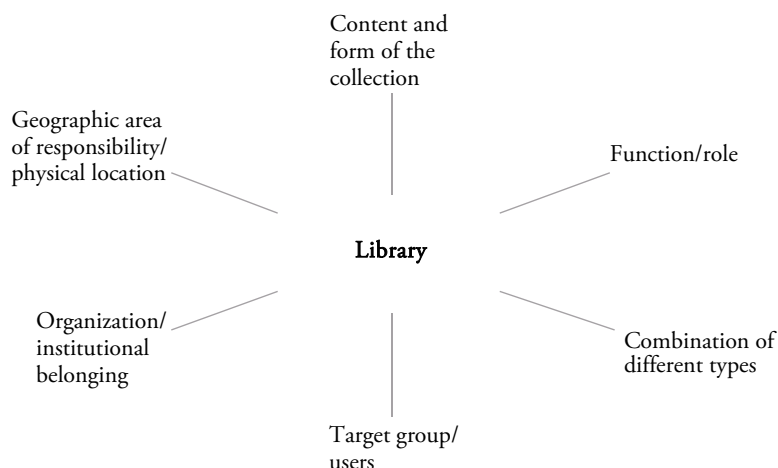 Content and
form of the
collection
Geographic area
of responsibility/
physical location
Function/role
Library
Organization/
institutional
belonging
Combination of
different types
Target group/
users